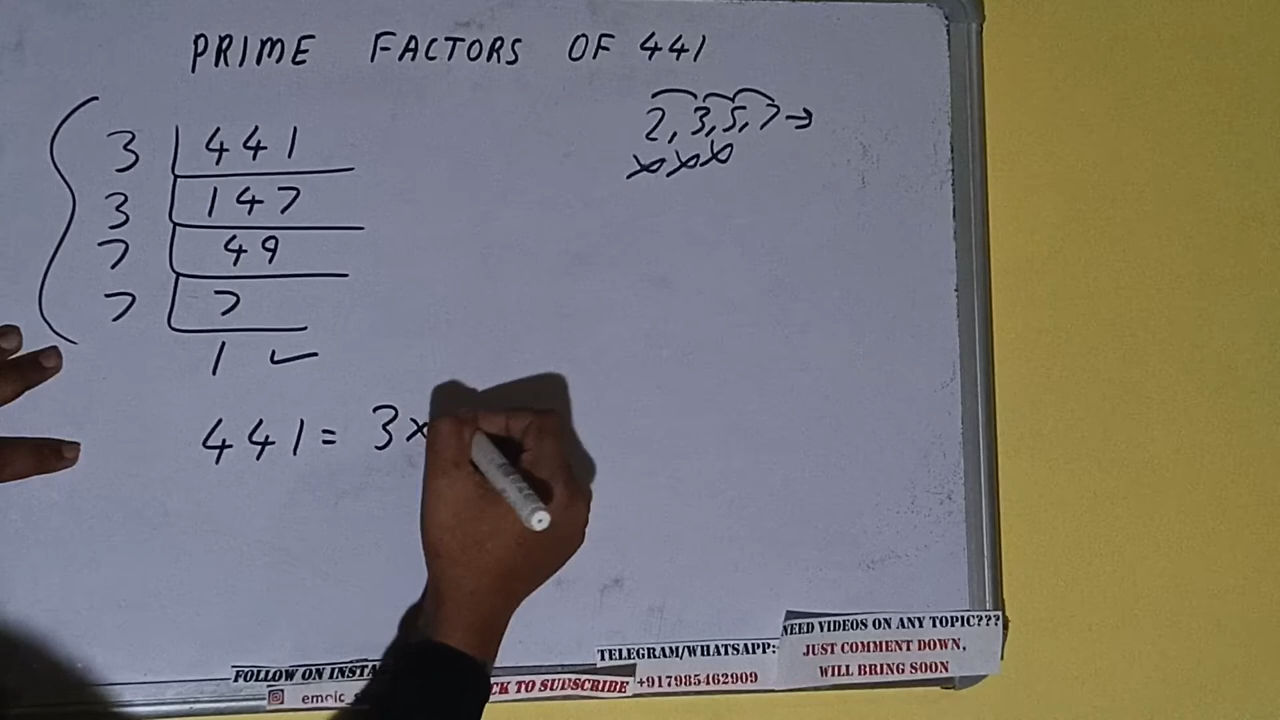 PRIME FACTORS OF 441
2, 3, 5, 7 →
3 | 441
3 | 147
7 | 49
7 | 7
1 ✓
441 = 3 ×
FOLLOW ON INSTA
emoic_s
CK TO SUBSCRIBE
TELEGRAM/WHATSAPP:-
+917985462909
NEED VIDEOS ON ANY TOPIC???
JUST COMMENT DOWN,
WILL BRING SOON